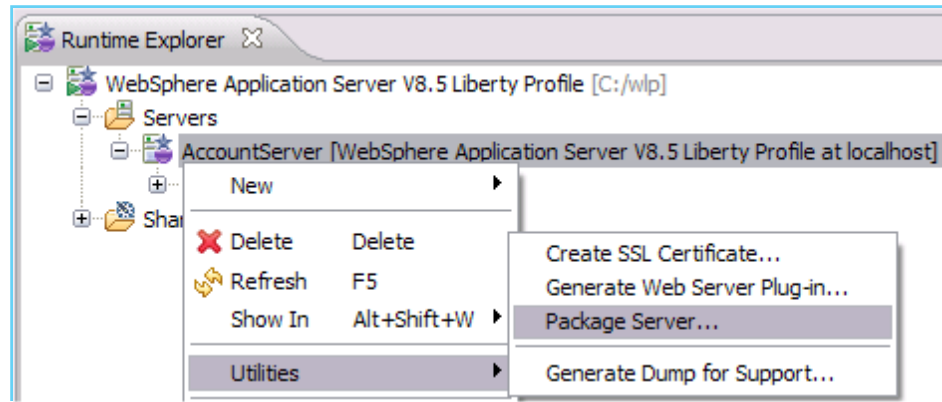 Runtime Explorer
WebSphere Application Server V8.5 Liberty Profile [C:/wlp]
Servers
AccountServer [WebSphere Application Server V8.5 Liberty Profile at localhost]
New
Shar
Delete Delete
Refresh F5
Show In Alt+Shift+W
Utilities
Create SSL Certificate...
Generate Web Server Plug-in...
Package Server...
Generate Dump for Support...